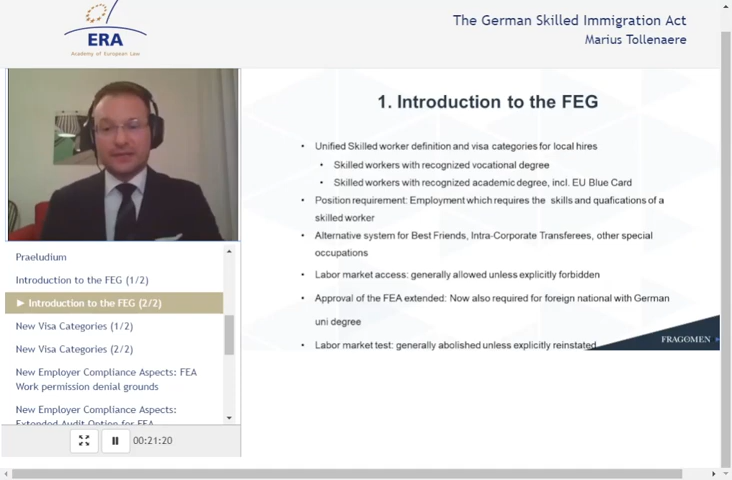 ERA
Academy of European Law
The German Skilled Immigration Act
Marius Tollenaere
1. Introduction to the FEG
• Unified Skilled worker definition and visa categories for local hires
• Skilled workers with recognized vocational degree
• Skilled workers with recognized academic degree, incl. EU Blue Card
• Position requirement: Employment which requires the skills and quafications of a
skilled worker
• Alternative system for Best Friends, Intra-Corporate Transferees, other special
occupations
• Labor market access: generally allowed unless explicitly forbidden
• Approval of the FEA extended: Now also required for foreign national with German
uni degree
• Labor market test: generally abolished unless explicitly reinstated
FRAGOMEN
Praeludium
Introduction to the FEG (1/2)
► Introduction to the FEG (2/2)
New Visa Categories (1/2)
New Visa Categories (2/2)
New Employer Compliance Aspects: FEA
Work permission denial grounds
New Employer Compliance Aspects:
Extended Audit Option for FEA
00:21:20